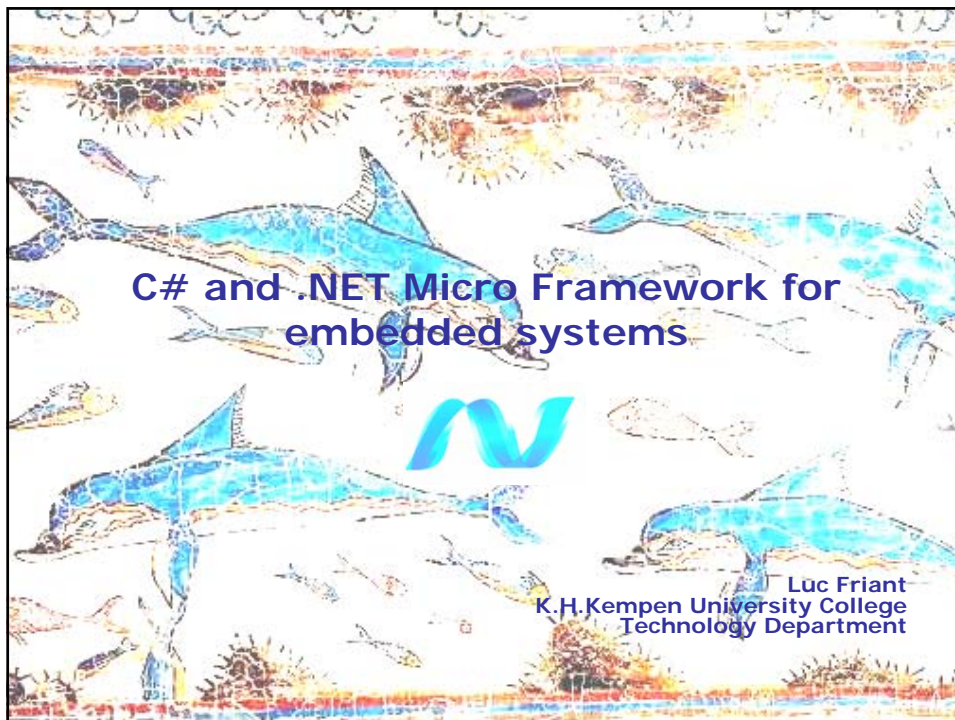 C# and .NET Micro Framework for
embedded systems
Luc Friant
K.H.Kempen University College
Technology Department